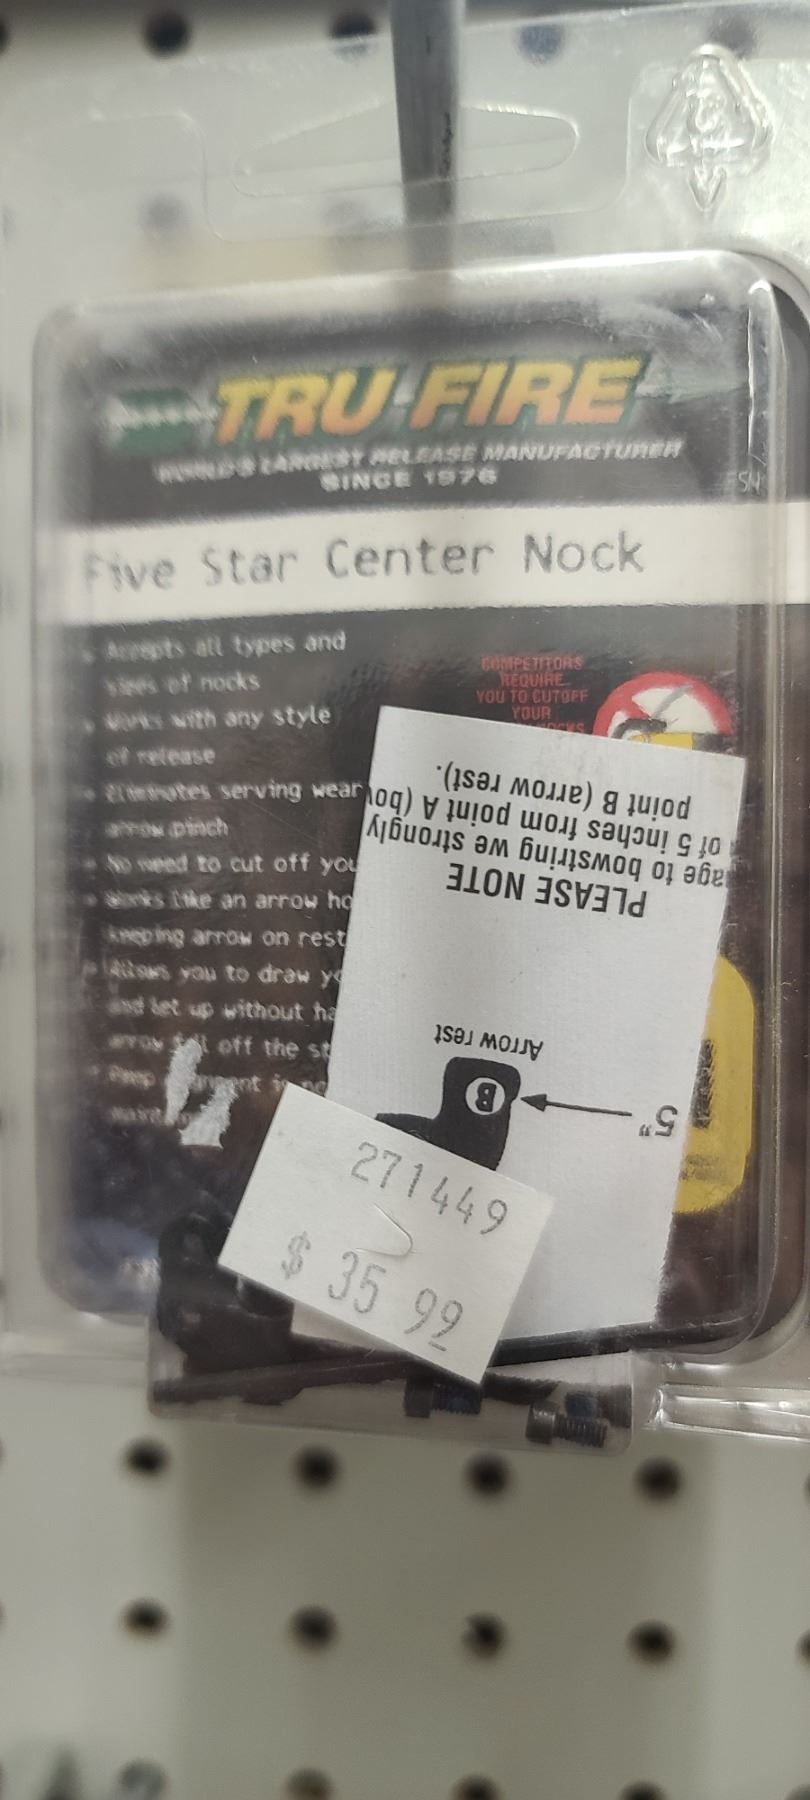 TRU-FIRE
WORLD'S LARGEST RELEASE MANUFACTURER
SINCE 1976
FSN
Five Star Center Nock
Accepts all types and
sizes of nocks
Works with any style
of release
Eliminates serving wear
arrow pinch
No need to cut off you
Works like an arrow ho
keeping arrow on rest
Allows you to draw yo
and let up without ha
arrow fall off the st
Peep
COMPETITORS
REQUIRE
YOU TO CUTOFF
YOUR
PLEASE NOTE
age to bowstring we strongly
of 5 inches from point A (bo
point B (arrow rest).
Arrow rest
B
5"
271449
$ 35 99